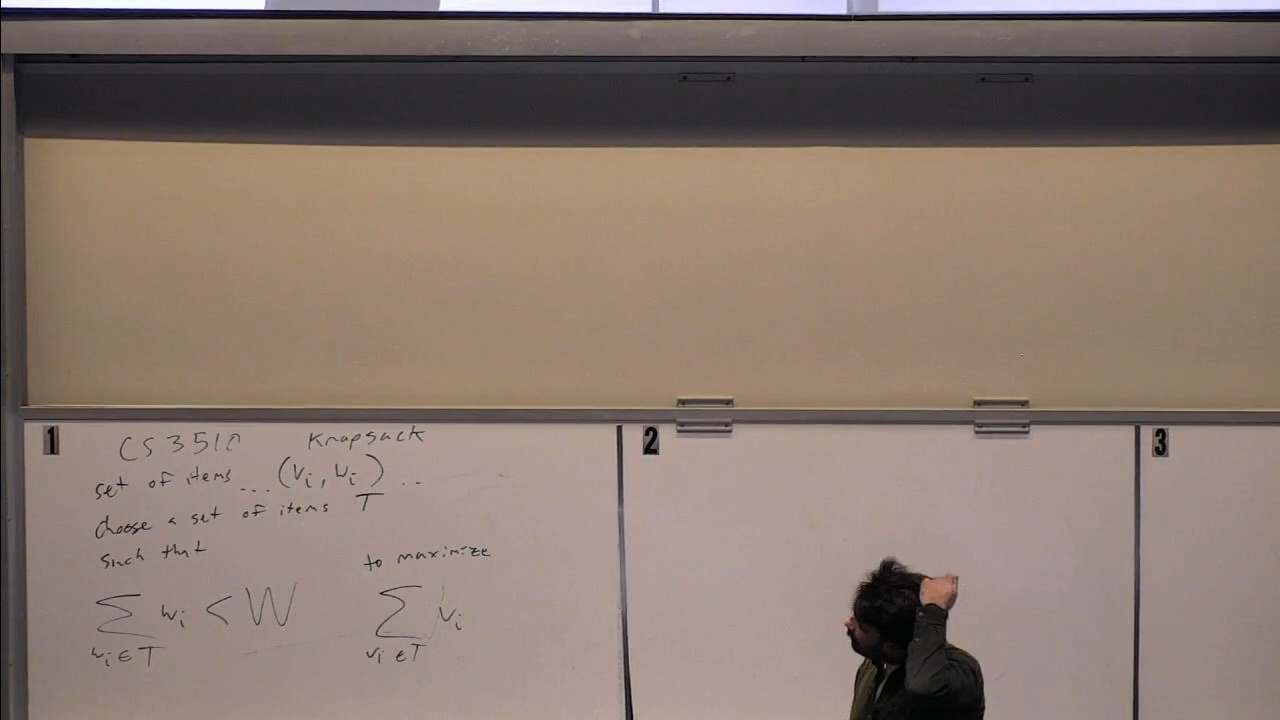 1
CS 3510 Knapsack
set of items ... (vi, wi) ..
choose a set of items T
such that
to maximize
∑ wi < W
wi ∈ T
∑ vi
vi ∈ T
2
3